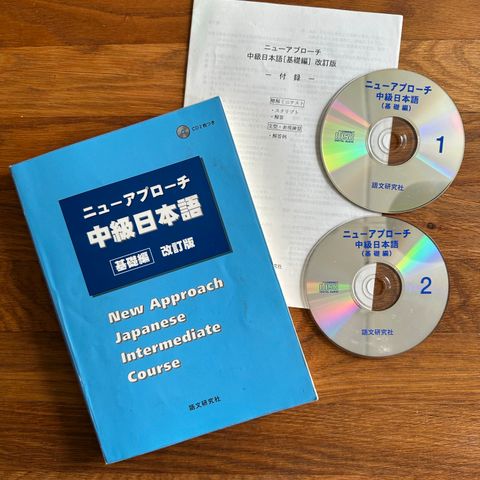 CD2枚つき
ニューアプローチ
中級日本語
基礎編 改訂版
New Approach
Japanese
Intermediate
Course
語文研究社
ニューアプローチ
中級日本語[基礎編] 改訂版
― 付録 ―
・スクリプト
・解答
・解答例
ニューアプローチ
中級日本語
(基礎編)
1
語文研究社
ニューアプローチ
中級日本語
(基礎編)
2
語文研究社